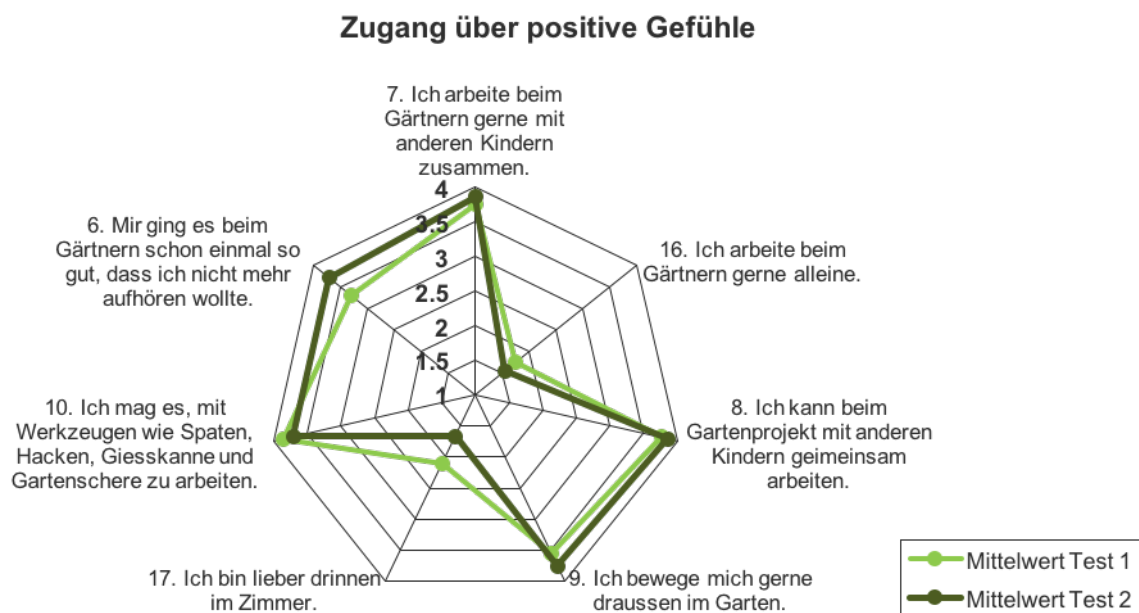 Zugang über positive Gefühle
7. Ich arbeite beim
Gärtnern gerne mit
anderen Kindern
zusammen.
4
3.5
3
2.5
2
1.5
1
16. Ich arbeite beim
Gärtnern gerne alleine.
8. Ich kann beim
Gartenprojekt mit anderen
Kindern geimeinsam
arbeiten.
9. Ich bewege mich gerne
draussen im Garten.
17. Ich bin lieber drinnen
im Zimmer.
10. Ich mag es, mit
Werkzeugen wie Spaten,
Hacken, Giesskanne und
Gartenschere zu arbeiten.
6. Mir ging es beim
Gärtnern schon einmal so
gut, dass ich nicht mehr
aufhören wollte.
Mittelwert Test 1
Mittelwert Test 2